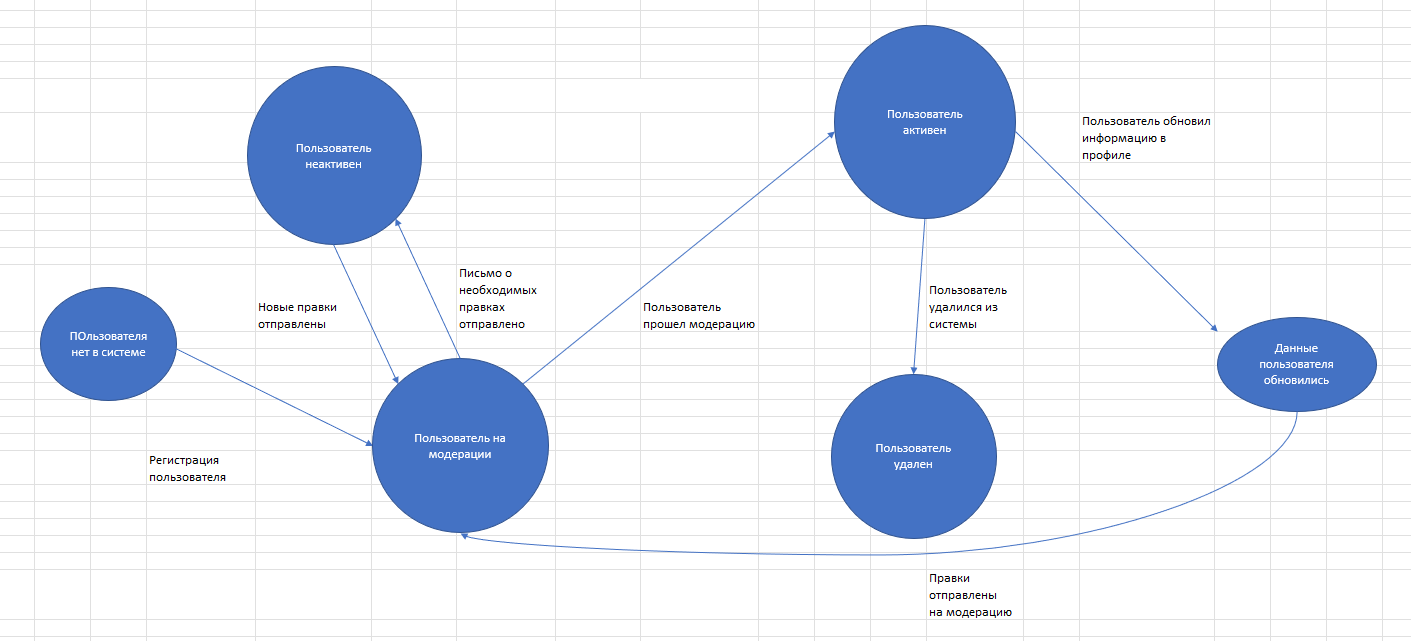 Пользователь
активен
Пользователь обновил
информацию в
профиле
Пользователь
неактивен
Письмо о
необходимых
правках
отправлено
Новые правки
отправлены
Пользователь
прошел модерацию
Пользователь
удалился из
системы
ПОльзователя
нет в системе
Данные
пользователя
обновились
Пользователь на
модерации
Пользователь
удален
Регистрация
пользователя
Правки
отправлены
на модерацию